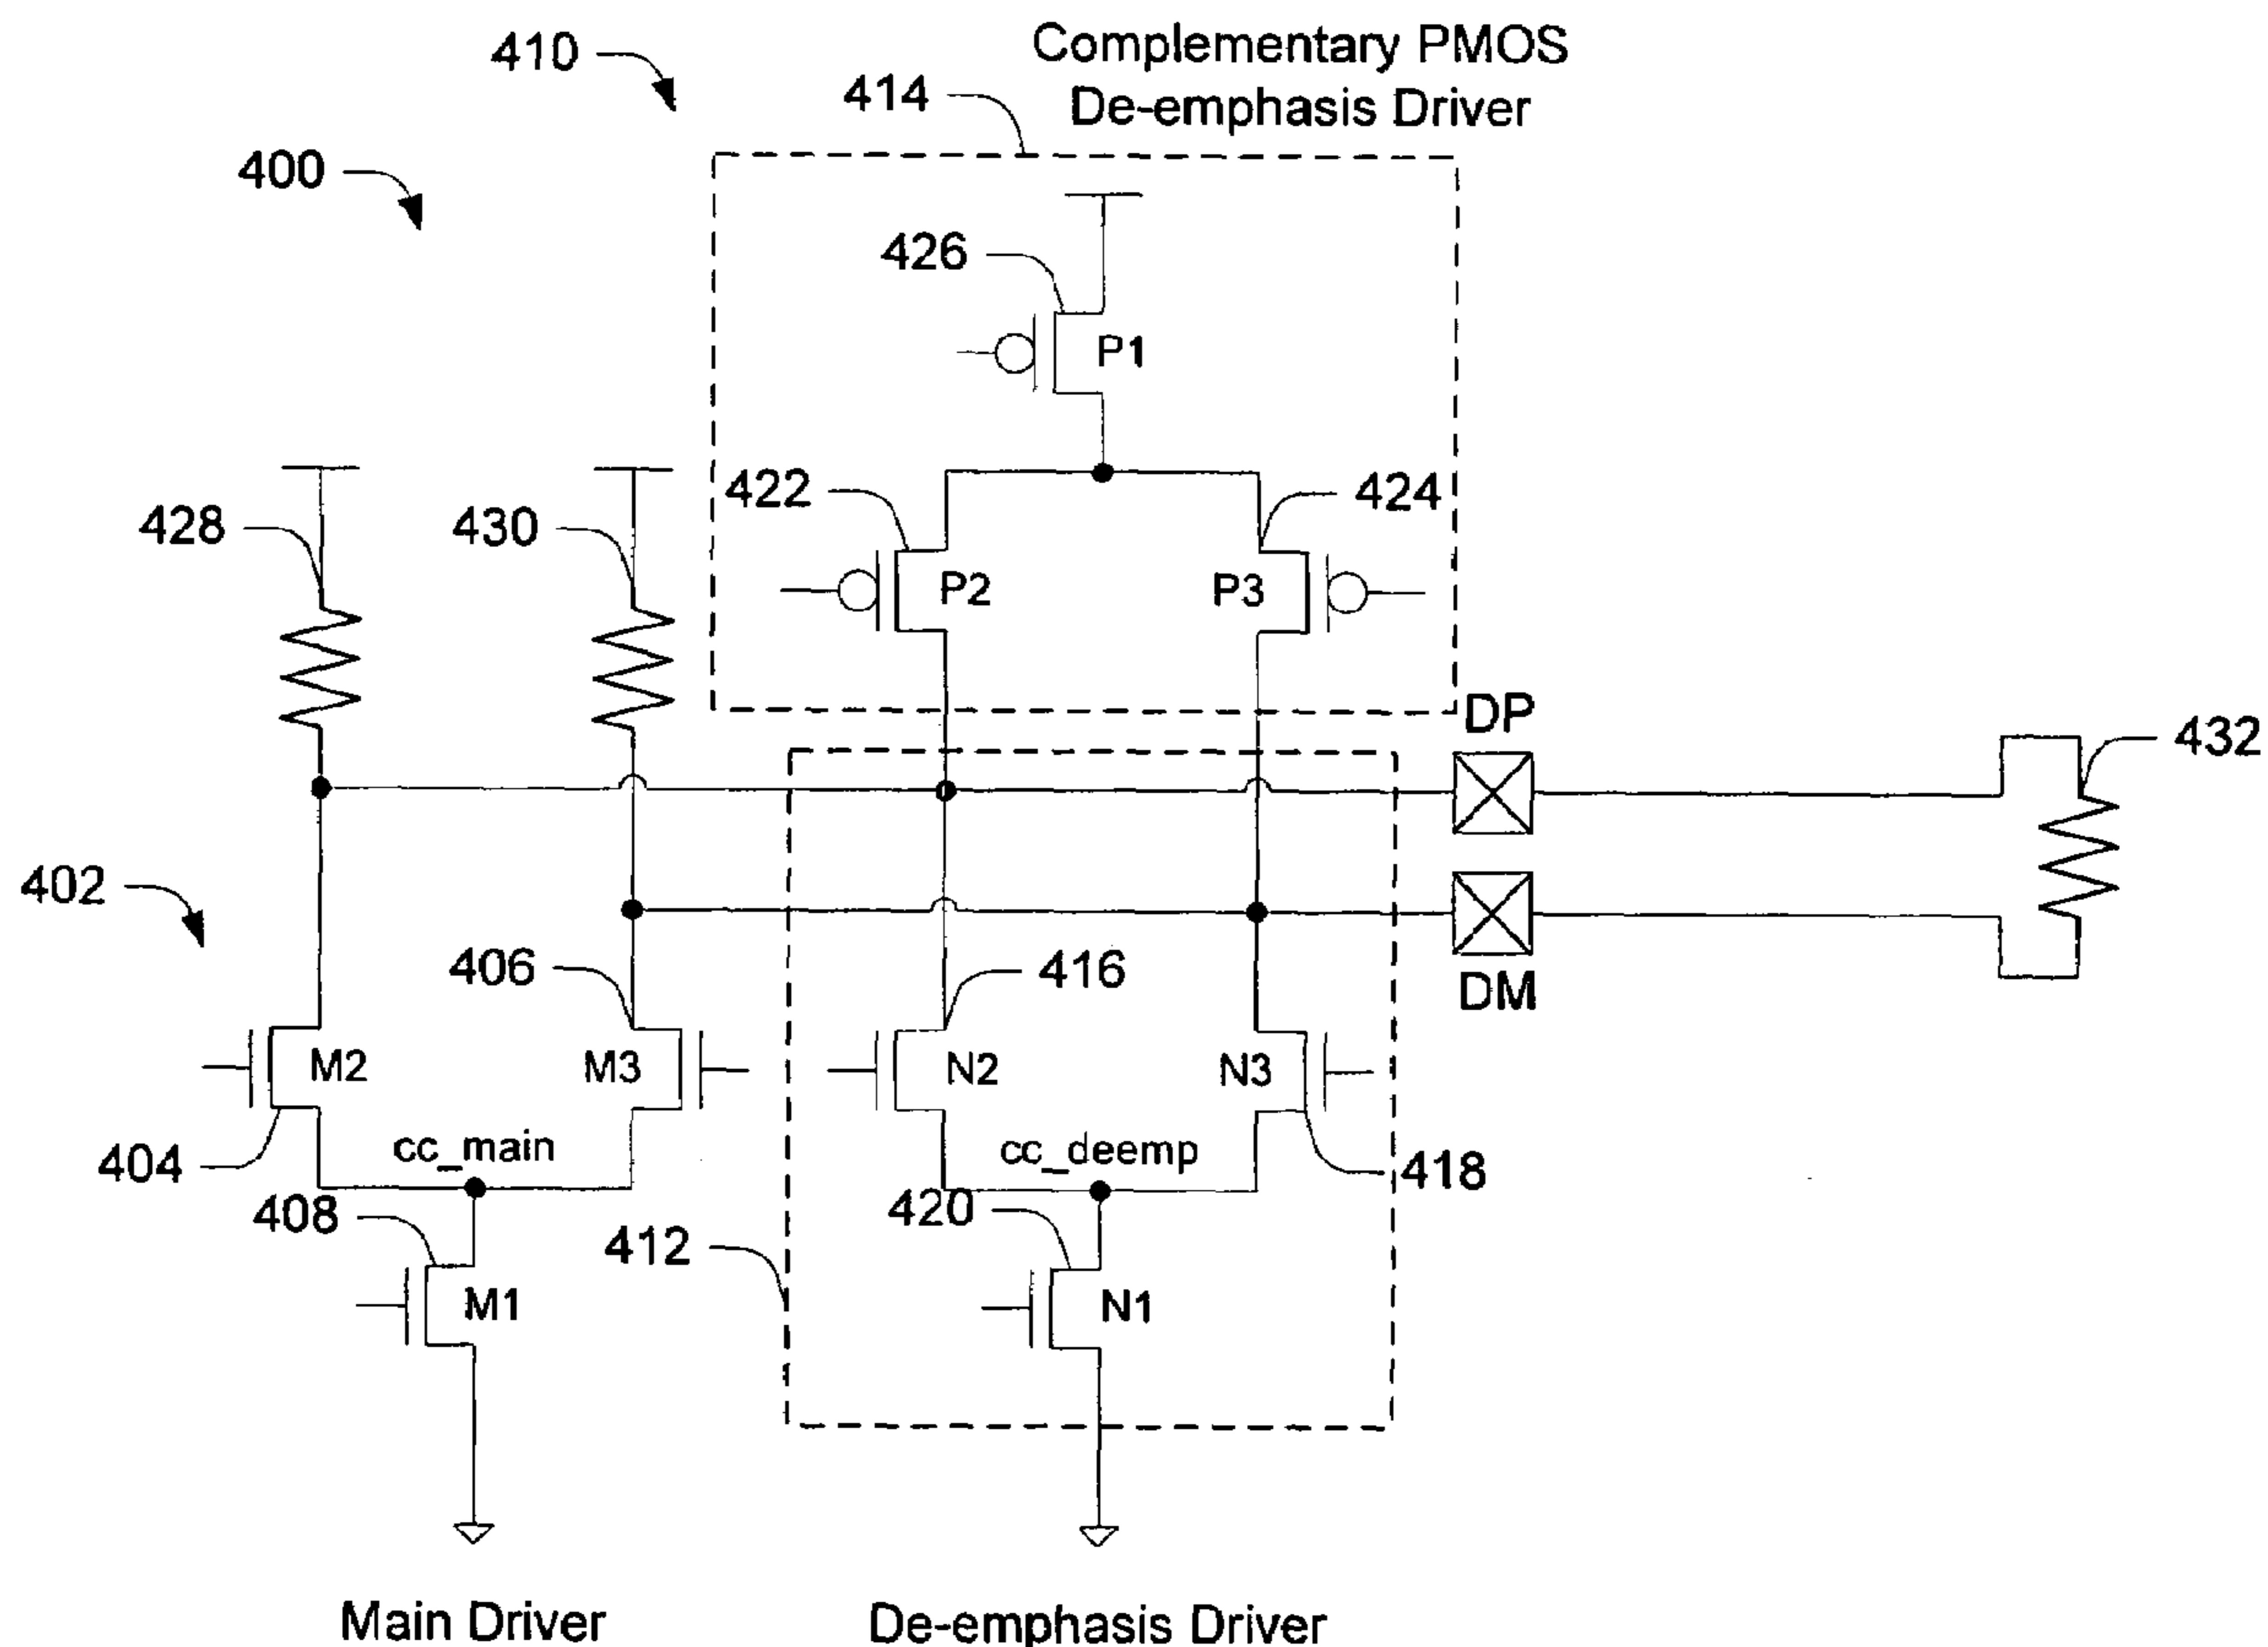 410
Complementary PMOS
De-emphasis Driver
414
400
426
P1
422
424
428
430
P2
P3
DP
432
402
406
416
DM
M2
M3
N2
N3
cc_main
cc_deemp
404
418
408
420
412
M1
N1
Main Driver
De-emphasis Driver